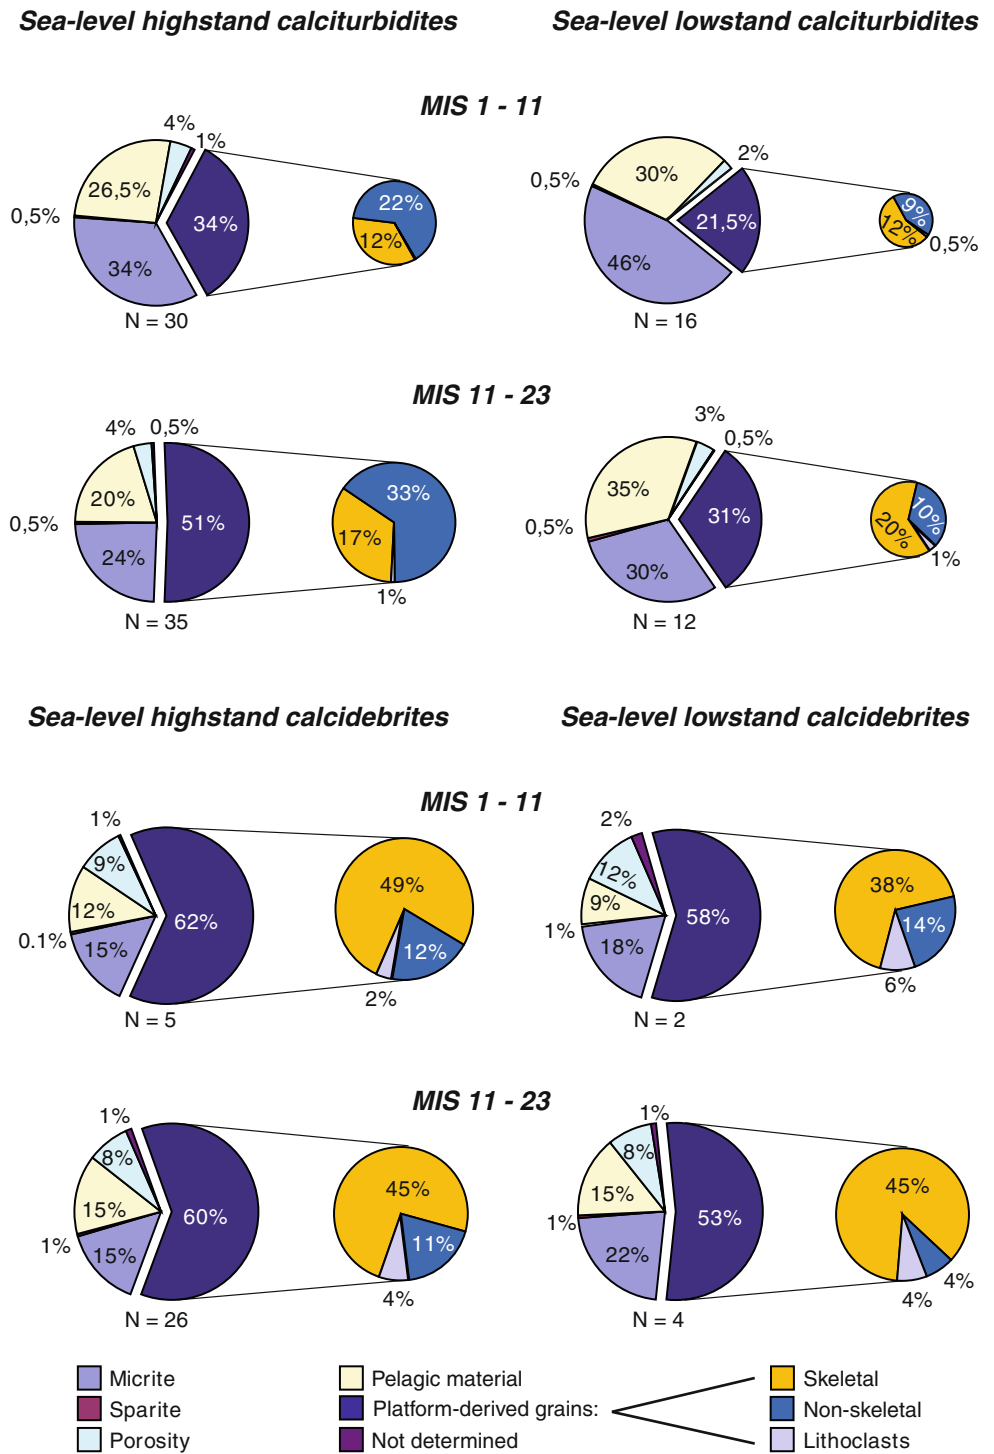 Sea-level highstand calciturbidites
Sea-level lowstand calciturbidites
MIS 1 - 11
4%
1%
26,5%
0,5%
34%
34%
22%
12%
N = 30
2%
30%
0,5%
21,5%
46%
9%
12%
0,5%
N = 16
MIS 11 - 23
4%
0,5%
20%
0,5%
51%
24%
33%
17%
1%
N = 35
3%
0,5%
35%
0,5%
31%
30%
10%
20%
1%
N = 12
Sea-level highstand calcidebrites
Sea-level lowstand calcidebrites
MIS 1 - 11
1%
9%
12%
0.1%
62%
15%
49%
12%
2%
N = 5
2%
12%
9%
1%
58%
18%
38%
14%
6%
N = 2
MIS 11 - 23
1%
8%
15%
1%
60%
15%
45%
11%
4%
N = 26
1%
8%
15%
1%
53%
22%
45%
4%
4%
N = 4
Micrite
Sparite
Porosity
Pelagic material
Platform-derived grains:
Not determined
Skeletal
Non-skeletal
Lithoclasts